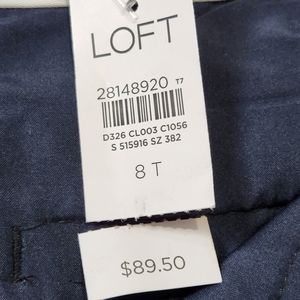 LOFT
28148920 T7
D326 CL003 C1056
S 515916 SZ 382
8 T
$89.50